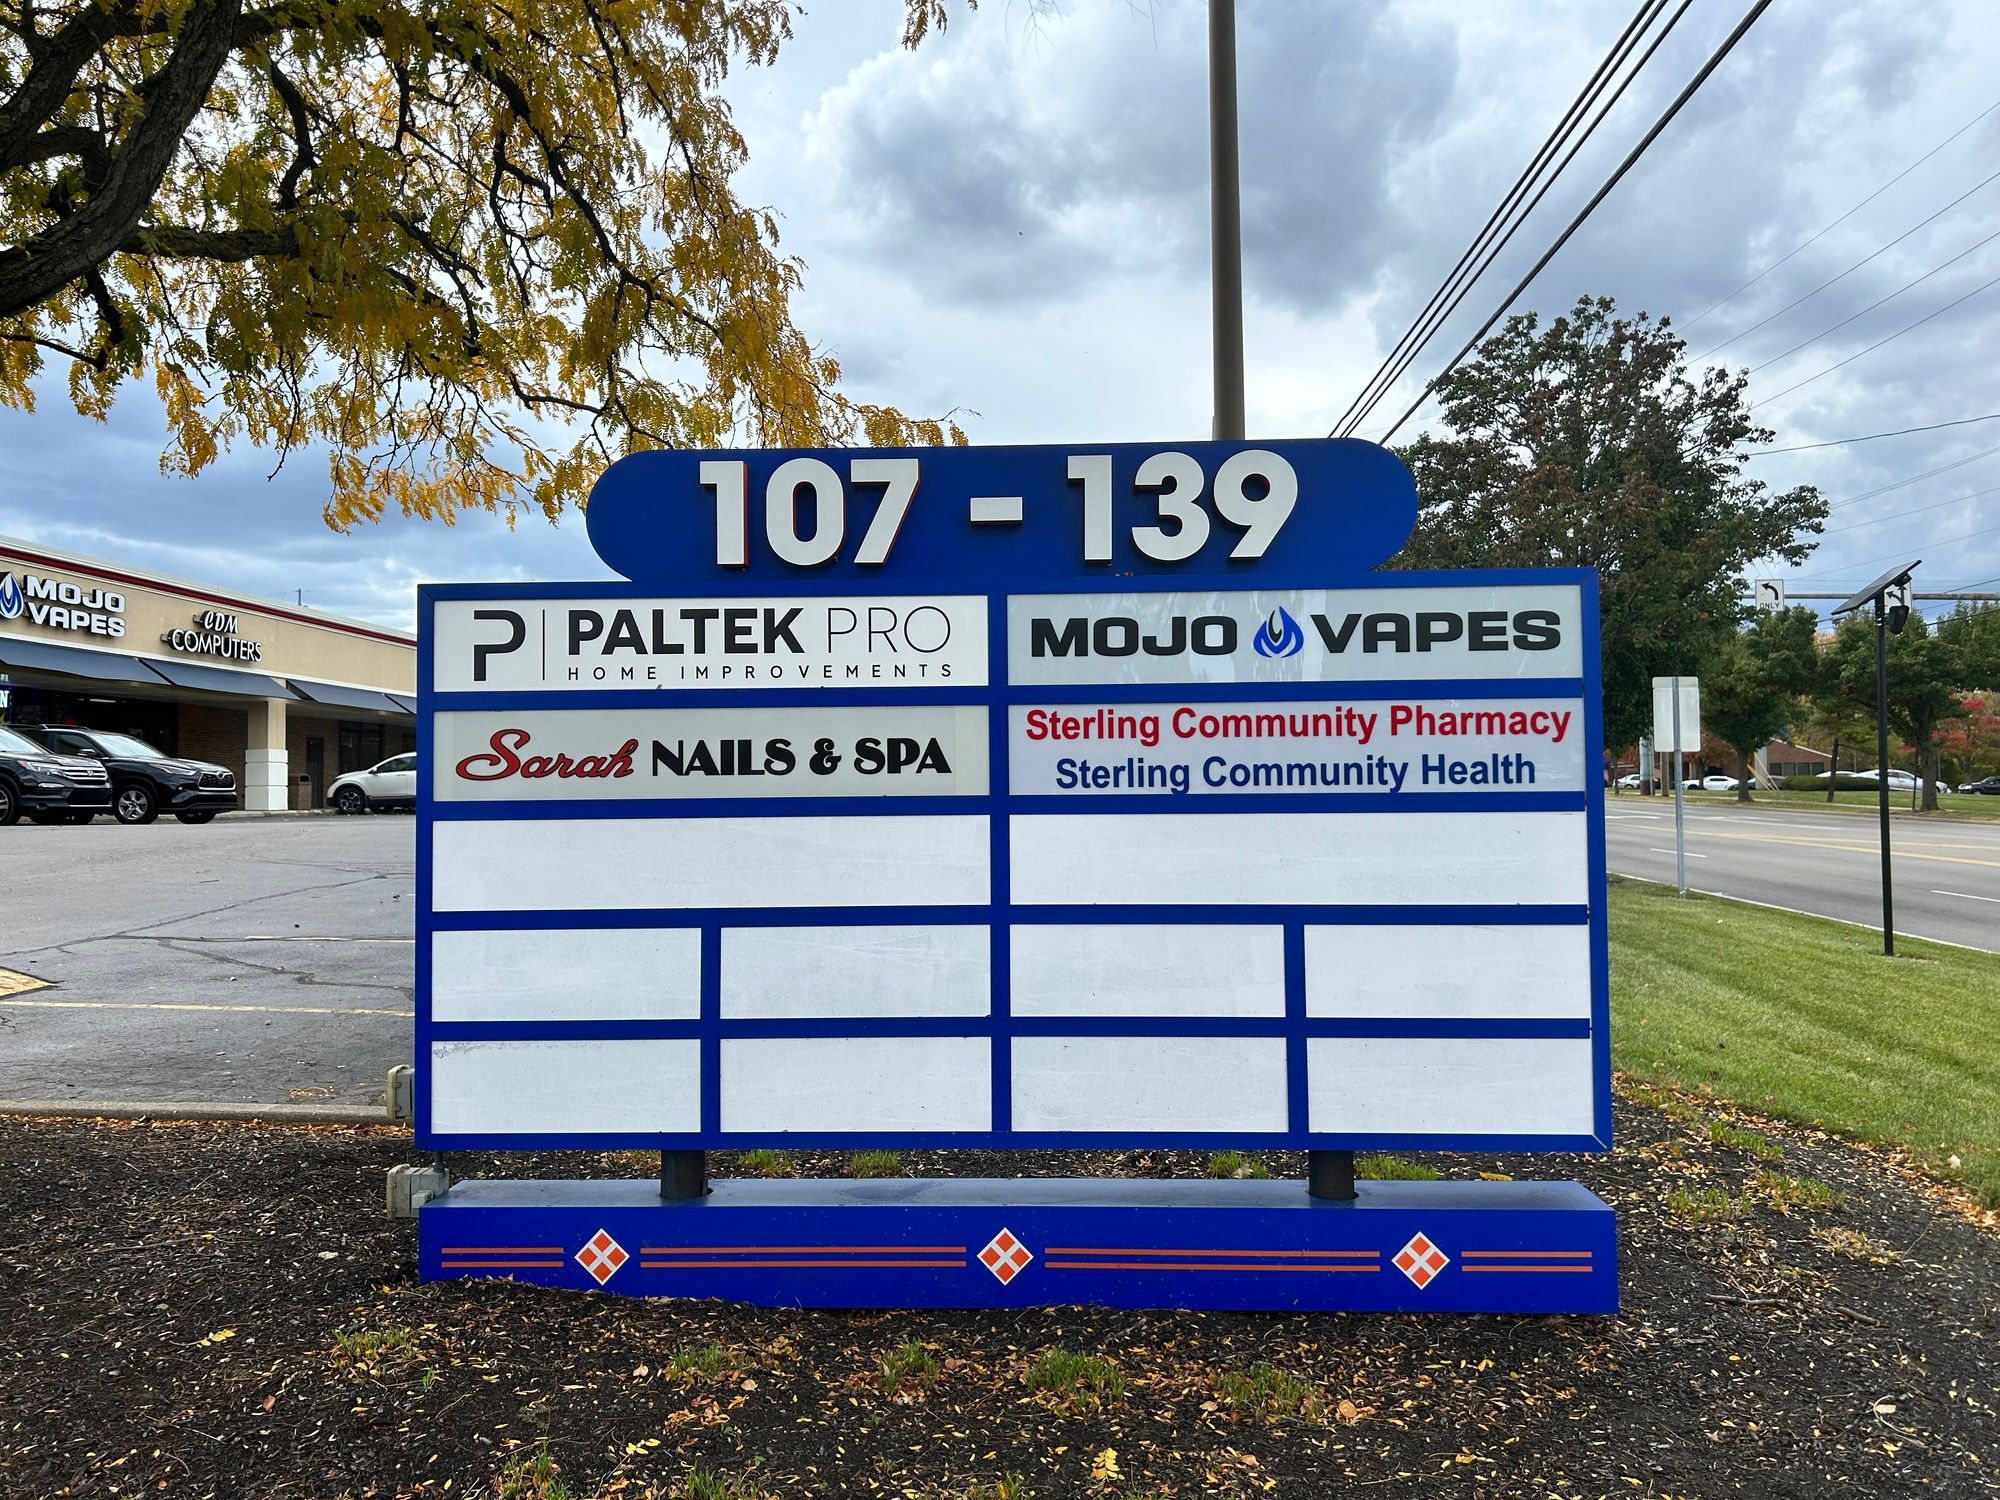 107 - 139
P PALTEK PRO
HOME IMPROVEMENTS
MOJO VAPES
Sarah NAILS & SPA
Sterling Community Pharmacy
Sterling Community Health
MOJO
VAPES
CDM
COMPUTERS
ONLY